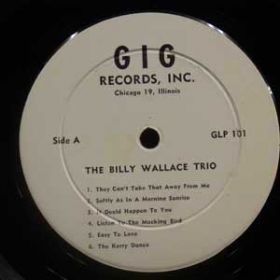 GIG
RECORDS, INC.
Chicago 19, Illinois
Side A
GLP 101
THE BILLY WALLACE TRIO
1. They Can't Take That Away From Me
2. Softly As In A Morning Sunrise
3. It Could Happen To You
4. Listen To The Mocking Bird
5. Easy To Love
6. The Kerry Dance